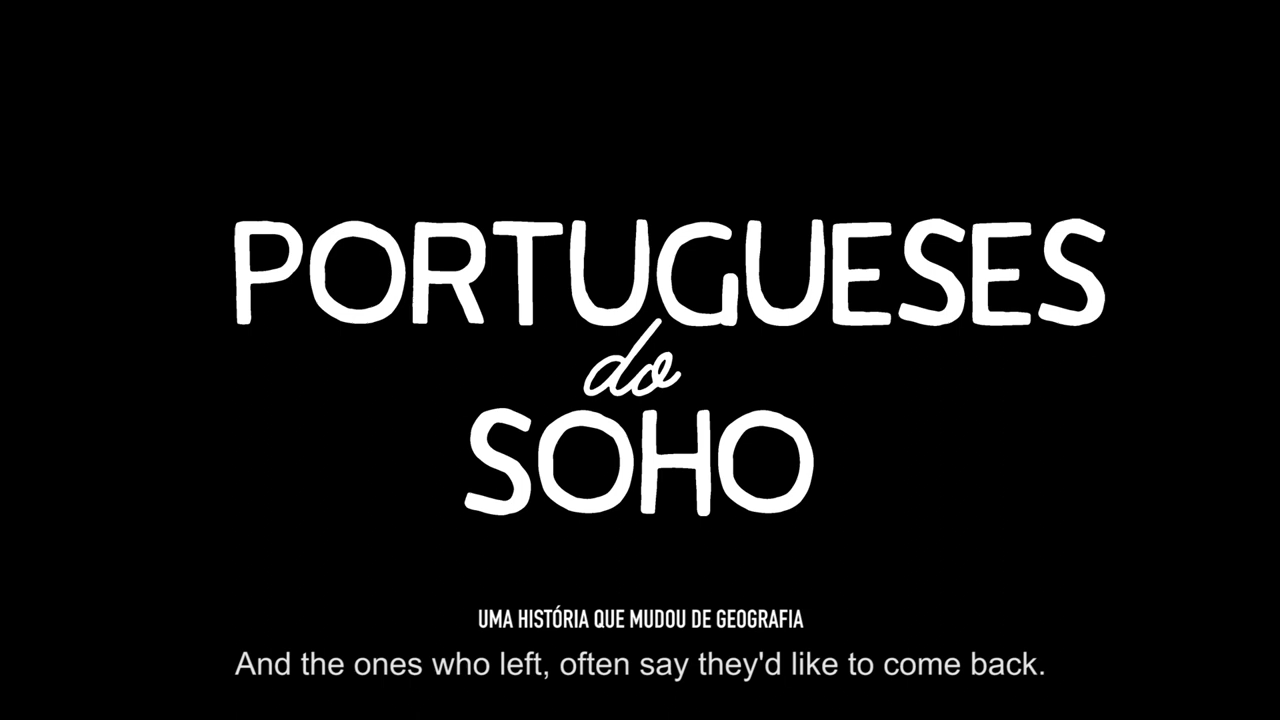 PORTUGUESES
do
SOHO
UMA HISTÓRIA QUE MUDOU DE GEOGRAFIA
And the ones who left, often say they'd like to come back.